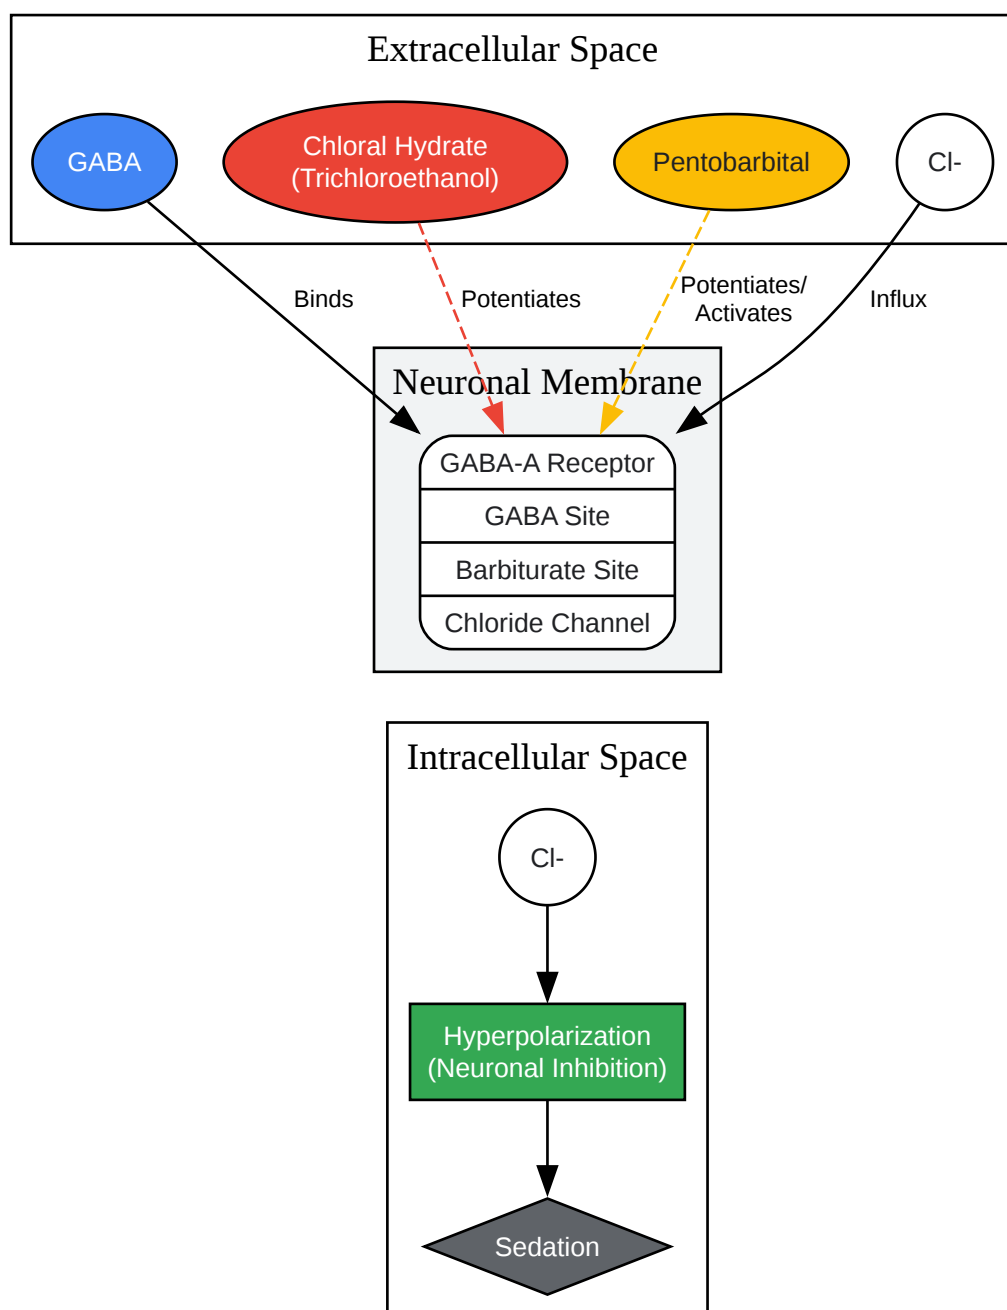 Extracellular Space
GABA
Chloral Hydrate
(Trichloroethanol)
Pentobarbital
Cl-
Binds
Potentiates
Potentiates/
Activates
Influx
Neuronal Membrane
GABA-A Receptor
GABA Site
Barbiturate Site
Chloride Channel
Intracellular Space
Cl-
Hyperpolarization
(Neuronal Inhibition)
Sedation